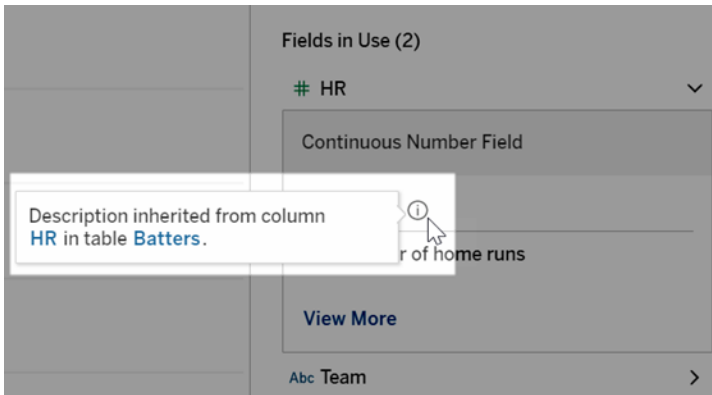 Fields in Use (2)
# HR
Continuous Number Field
Description inherited from column
HR in table Batters.
of home runs
View More
Abc Team